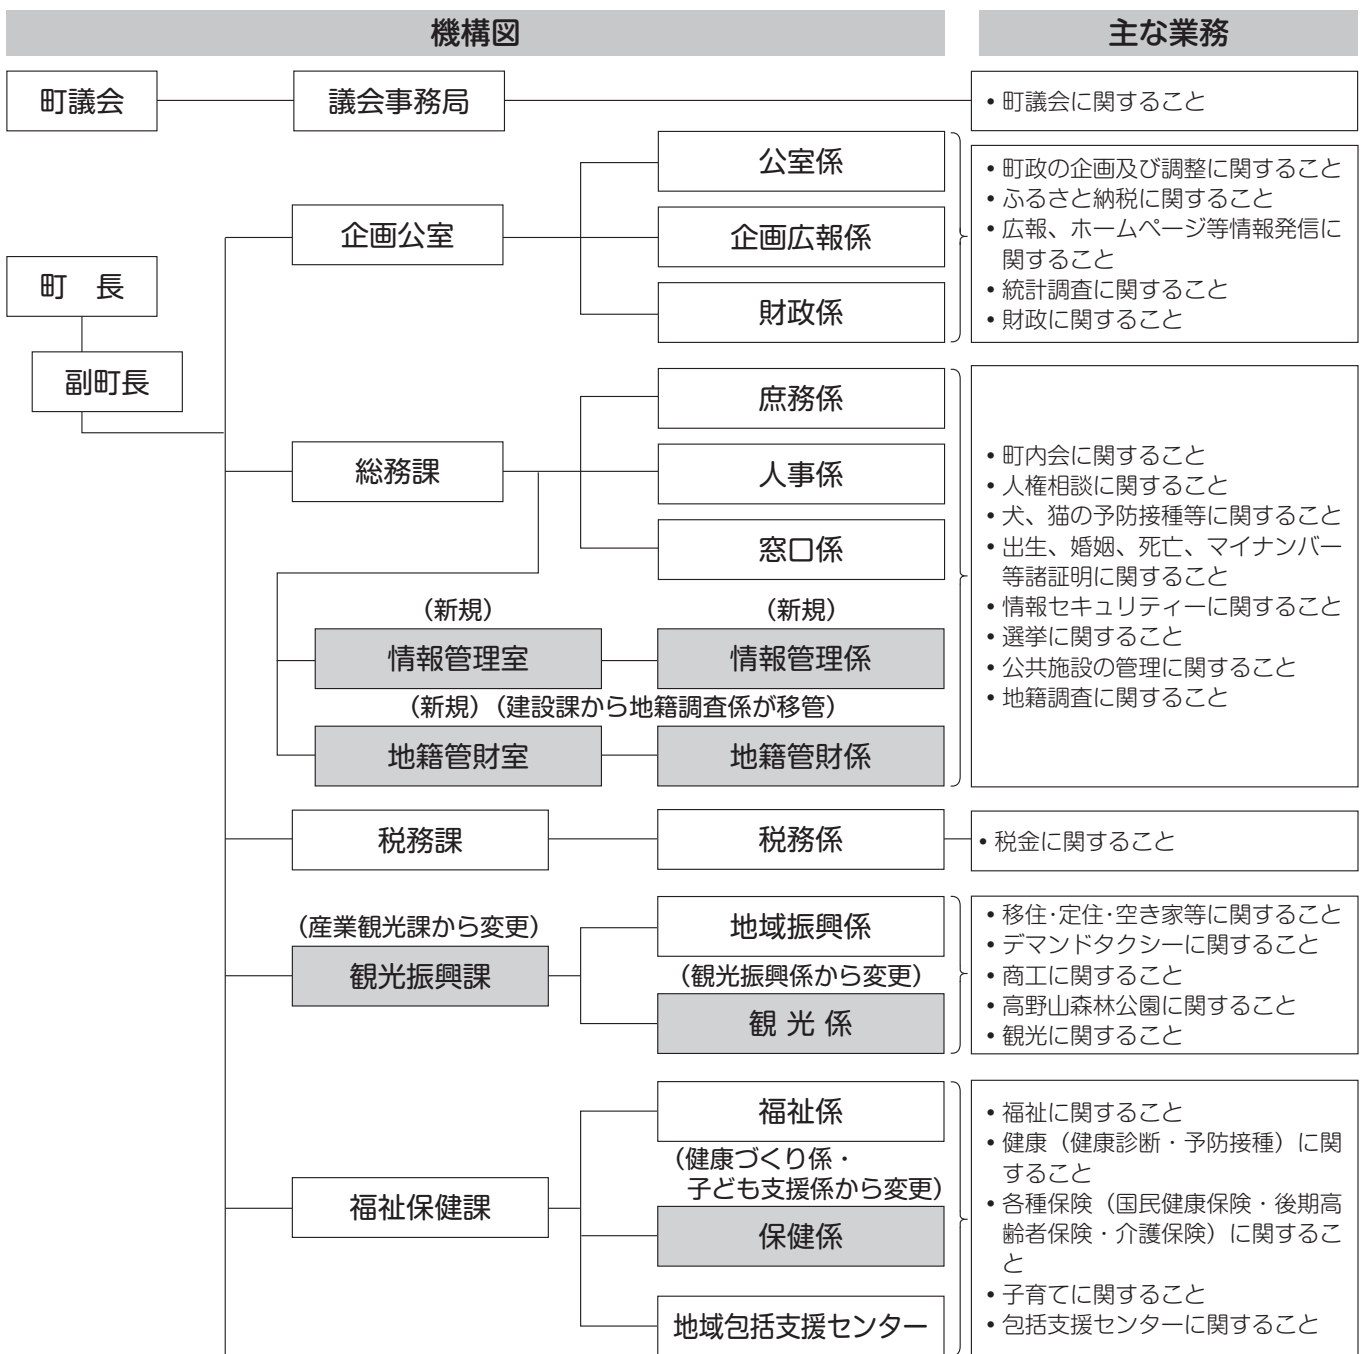 機構図
主な業務
町議会
議会事務局
•町議会に関すること
町　長
副町長
企画公室
公室係
企画広報係
財政係
•町政の企画及び調整に関すること
•ふるさと納税に関すること
•広報、ホームページ等情報発信に
関すること
•統計調査に関すること
•財政に関すること
総務課
庶務係
人事係
窓口係
（新規）
（新規）
情報管理室
情報管理係
（新規）（建設課から地籍調査係が移管）
地籍管財室
地籍管財係
•町内会に関すること
•人権相談に関すること
•犬、猫の予防接種等に関すること
•出生、婚姻、死亡、マイナンバー
等諸証明に関すること
•情報セキュリティーに関すること
•選挙に関すること
•公共施設の管理に関すること
•地籍調査に関すること
税務課
税務係
•税金に関すること
（産業観光課から変更）
観光振興課
地域振興係
（観光振興係から変更）
観 光 係
•移住・定住・空き家等に関すること
•デマンドタクシーに関すること
•商工に関すること
•高野山森林公園に関すること
•観光に関すること
福祉保健課
福祉係
（健康づくり係・
子ども支援係から変更）
保健係
地域包括支援センター
•福祉に関すること
•健康（健康診断・予防接種）に関
すること
•各種保険（国民健康保険・後期高
齢者保険・介護保険）に関するこ
と
•子育てに関すること
•包括支援センターに関すること